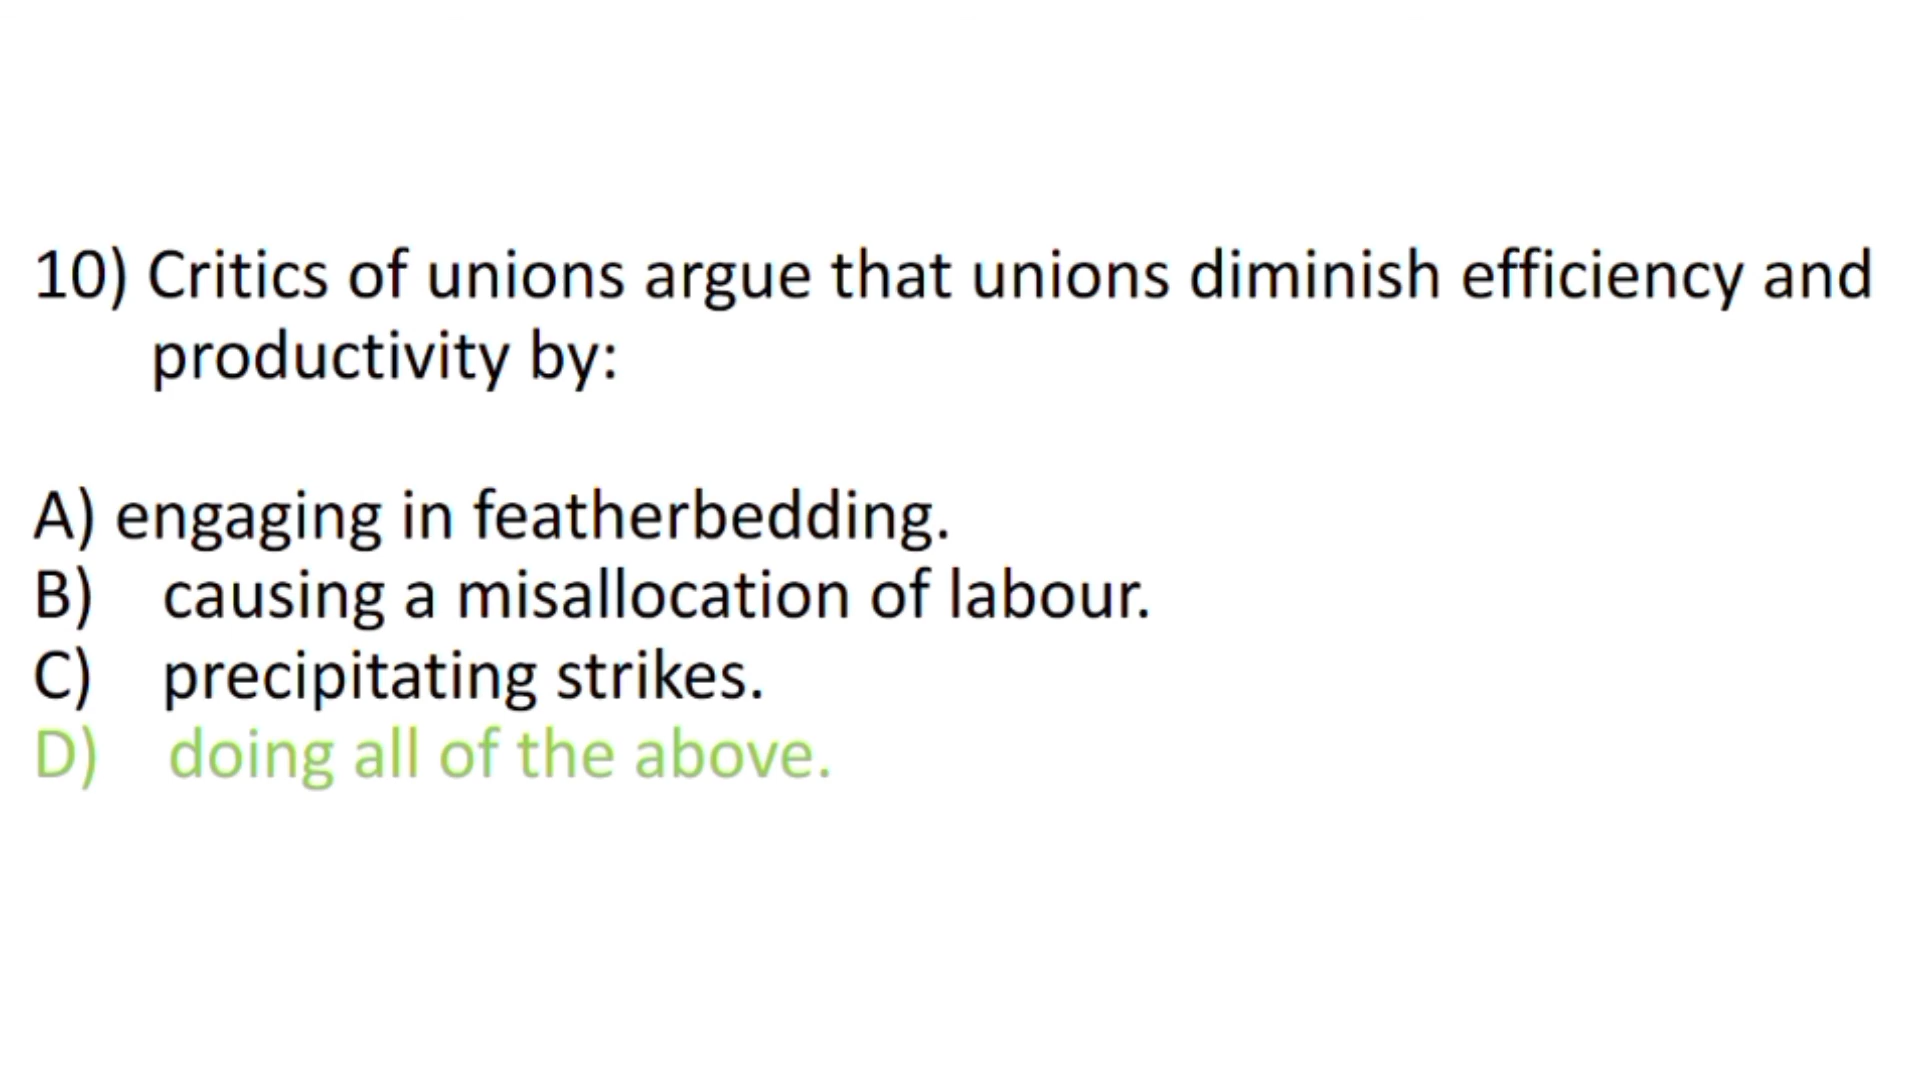 10) Critics of unions argue that unions diminish efficiency and
productivity by:
A) engaging in featherbedding.
B) causing a misallocation of labour.
C) precipitating strikes.
D) doing all of the above.